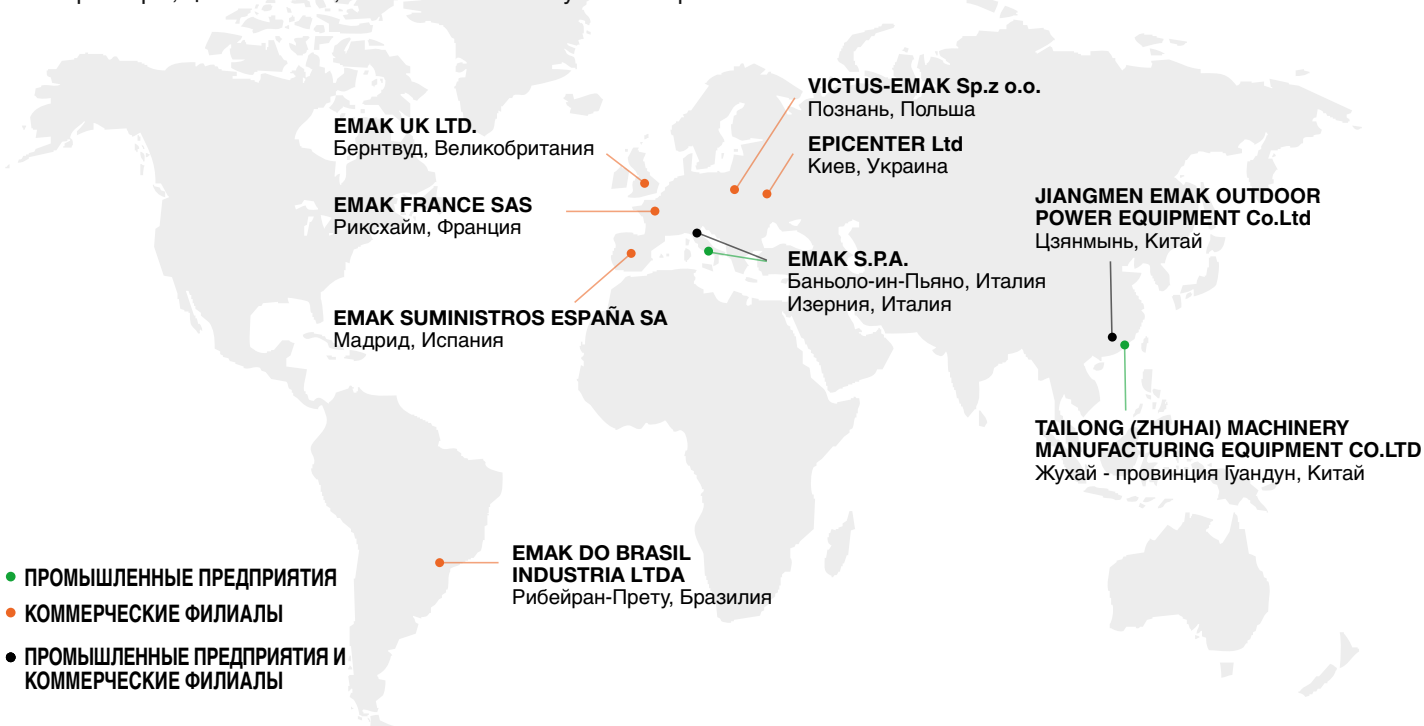 VICTUS-EMAK Sp.z o.o.
Познань, Польша
EMAK UK LTD.
Бернтвуд, Великобритания
EPICENTER Ltd
Киев, Украина
EMAK FRANCE SAS
Риксхайм, Франция
JIANGMEN EMAK OUTDOOR
POWER EQUIPMENT Co.Ltd
Цзянмынь, Китай
EMAK S.P.A.
Баньоло-ин-Пьяно, Италия
Изерния, Италия
EMAK SUMINISTROS ESPAÑA SA
Мадрид, Испания
TAILONG (ZHUHAI) MACHINERY
MANUFACTURING EQUIPMENT CO.LTD
Жухай - провинция Гуандун, Китай
EMAK DO BRASIL
INDUSTRIA LTDA
Рибейран-Прету, Бразилия
ПРОМЫШЛЕННЫЕ ПРЕДПРИЯТИЯ
КОММЕРЧЕСКИЕ ФИЛИАЛЫ
ПРОМЫШЛЕННЫЕ ПРЕДПРИЯТИЯ И
КОММЕРЧЕСКИЕ ФИЛИАЛЫ